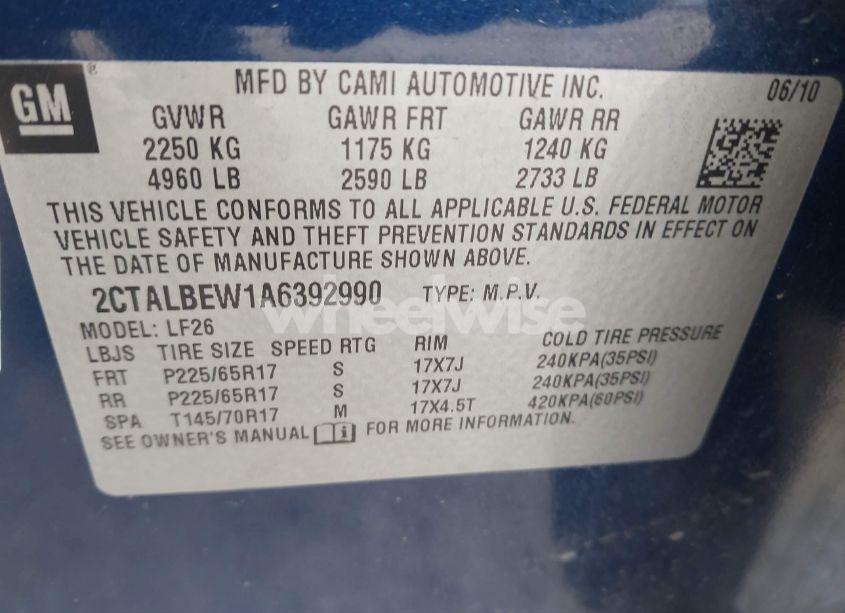 GM ®
MFD BY CAMI AUTOMOTIVE INC. 06/10
GVWR GAWR FRT GAWR RR
2250 KG 1175 KG 1240 KG
4960 LB 2590 LB 2733 LB
THIS VEHICLE CONFORMS TO ALL APPLICABLE U.S. FEDERAL MOTOR
VEHICLE SAFETY AND THEFT PREVENTION STANDARDS IN EFFECT ON
THE DATE OF MANUFACTURE SHOWN ABOVE.
2CTALBEW1A6392990 TYPE: M.P.V.
wheelwise
MODEL: LF26
LBJS TIRE SIZE SPEED RTG RIM COLD TIRE PRESSURE
FRT P225/65R17 S 17X7J 240KPA(35PSI)
RR P225/65R17 S 17X7J 240KPA(35PSI)
SPA T145/70R17 M 17X4.5T 420KPA(60PSI)
SEE OWNER'S MANUAL i FOR MORE INFORMATION.